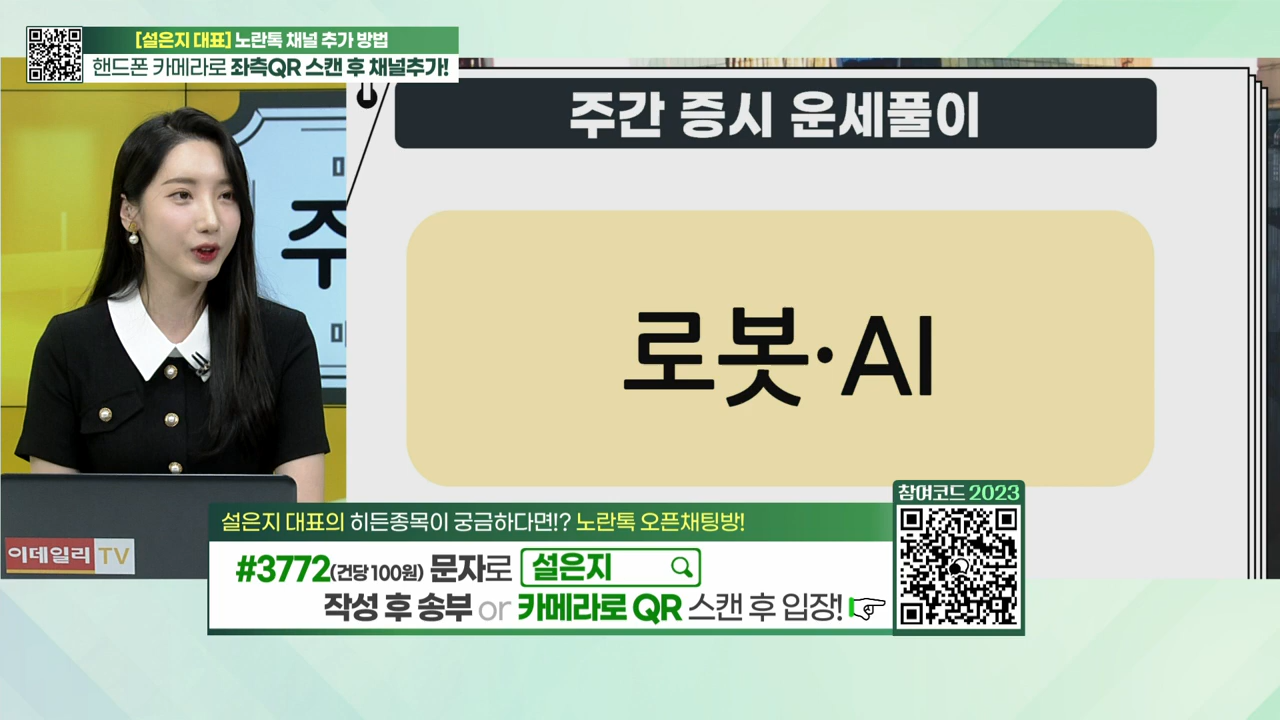 [설은지 대표] 노란톡 채널 추가 방법
핸드폰 카메라로 좌측QR 스캔 후 채널추가!
주간 증시 운세풀이
로봇·AI
참여코드 2023
설은지 대표의 히든종목이 궁금하다면!? 노란톡 오픈채팅방!
#3772(건당 100원) 문자로 설은지
작성 후 송부 or 카메라로 QR 스캔 후 입장!
이데일리 TV